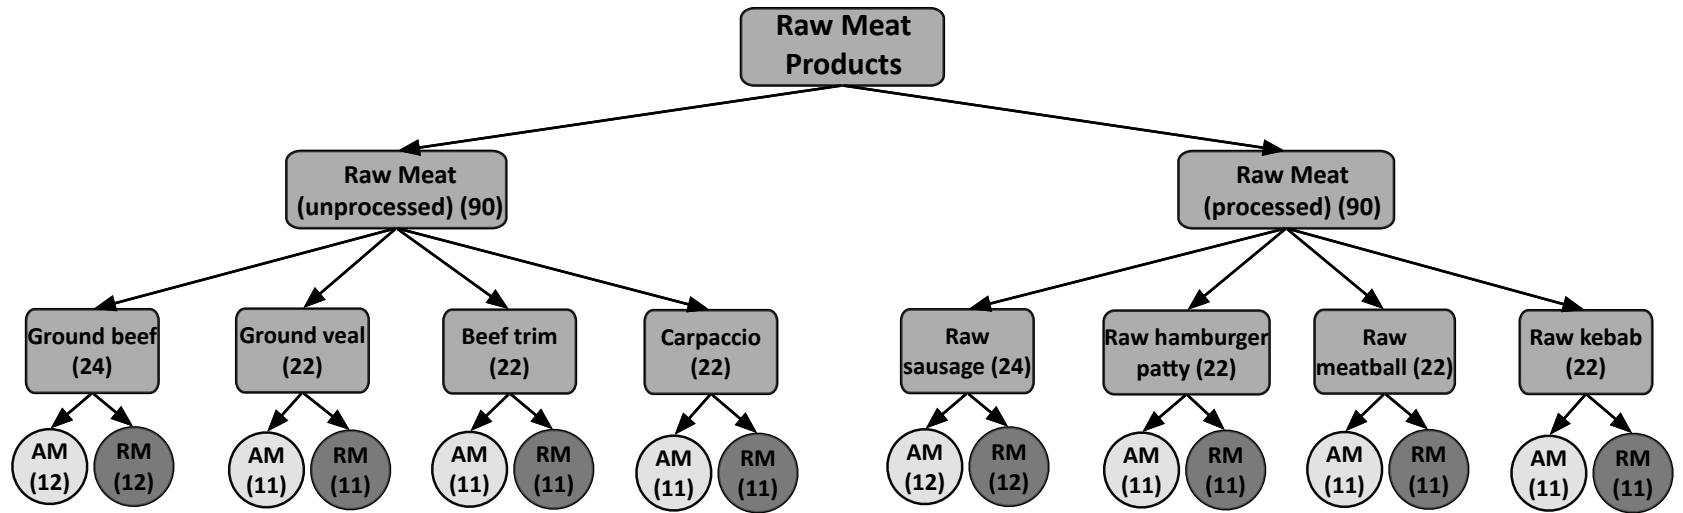 Raw Meat
Products
Raw Meat
(unprocessed) (90)
Raw Meat
(processed) (90)
Ground beef
(24)
Ground veal
(22)
Beef trim
(22)
Carpaccio
(22)
Raw
sausage (24)
Raw hamburger
patty (22)
Raw
meatball (22)
Raw kebab
(22)
AM
(12)
RM
(12)
AM
(11)
RM
(11)
AM
(11)
RM
(11)
AM
(11)
RM
(11)
AM
(12)
RM
(12)
AM
(11)
RM
(11)
AM
(11)
RM
(11)
AM
(11)
RM
(11)